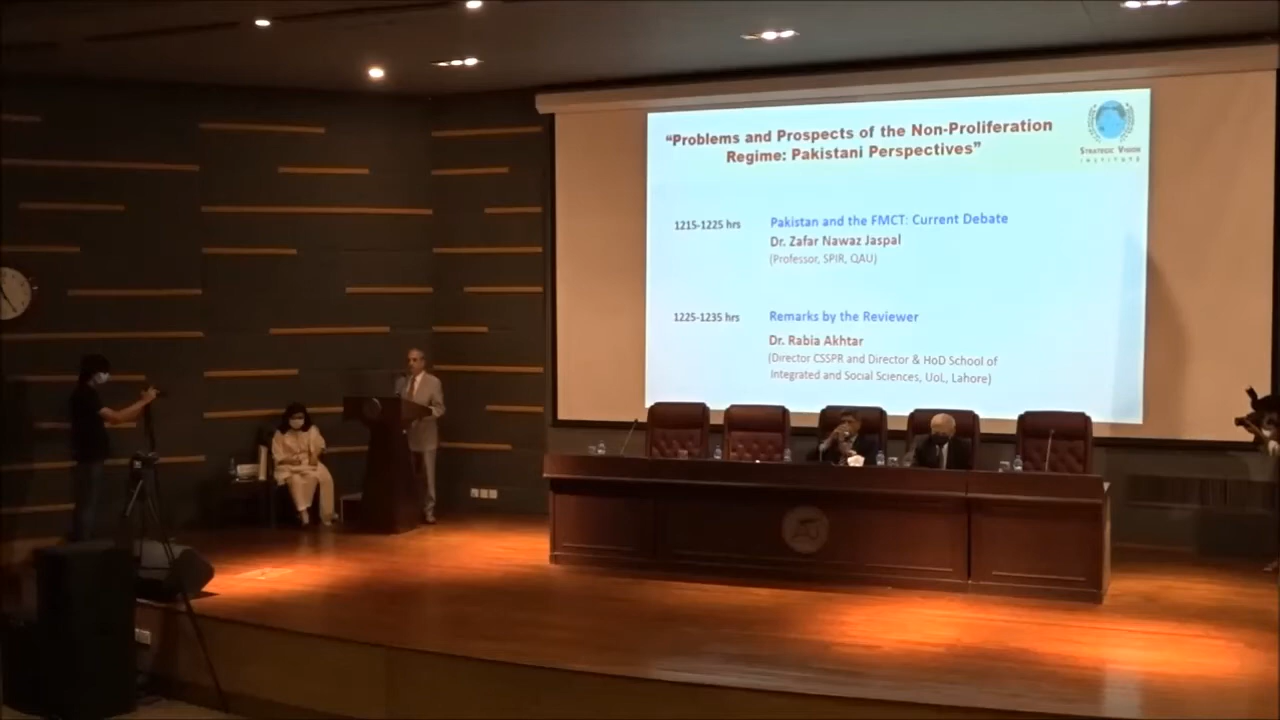 “Problems and Prospects of the Non-Proliferation
Regime: Pakistani Perspectives”
STRATEGIC VISION
INSTITUTE
1215-1225 hrs
Pakistan and the FMCT: Current Debate
Dr. Zafar Nawaz Jaspal
(Professor, SPIR, QAU)
1225-1235 hrs
Remarks by the Reviewer
Dr. Rabia Akhtar
(Director CSSPR and Director & HoD School of
Integrated and Social Sciences, UoL, Lahore)